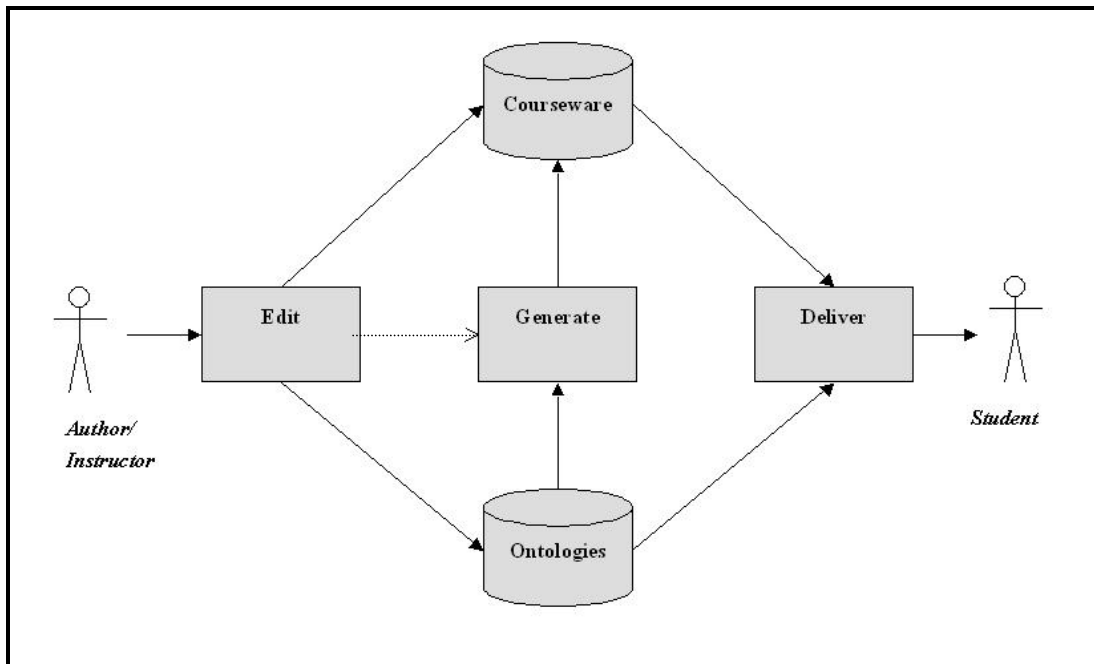 Courseware
Edit
Generate
Deliver
Author/
Instructor
Student
Ontologies